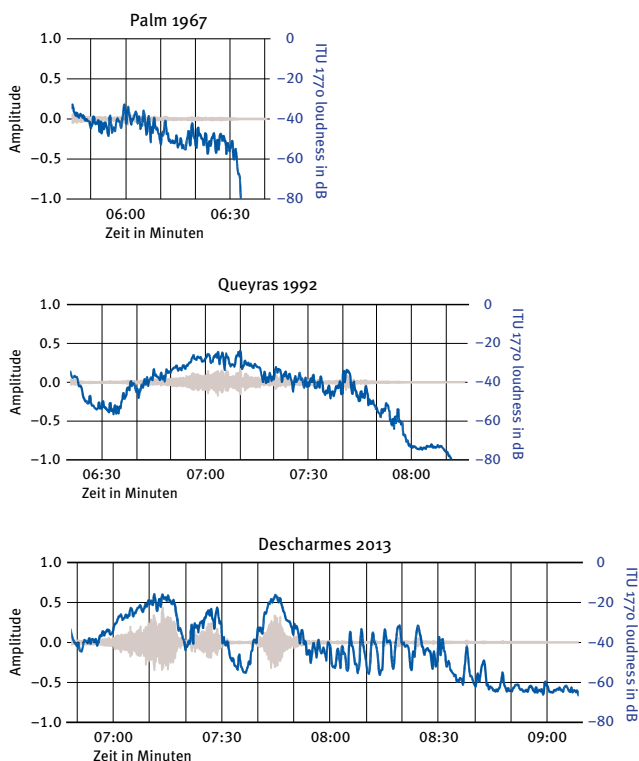 Palm 1967
1.0
0.5
0.0
−0.5
−1.0
Amplitude
0
−20
−40
−60
−80
ITU 1770 loudness in dB
06:00 06:30
Zeit in Minuten
Queyras 1992
1.0
0.5
0.0
−0.5
−1.0
Amplitude
0
−20
−40
−60
−80
ITU 1770 loudness in dB
06:30 07:00 07:30 08:00
Zeit in Minuten
Descharmes 2013
1.0
0.5
0.0
−0.5
−1.0
Amplitude
0
−20
−40
−60
−80
ITU 1770 loudness in dB
07:00 07:30 08:00 08:30 09:00
Zeit in Minuten